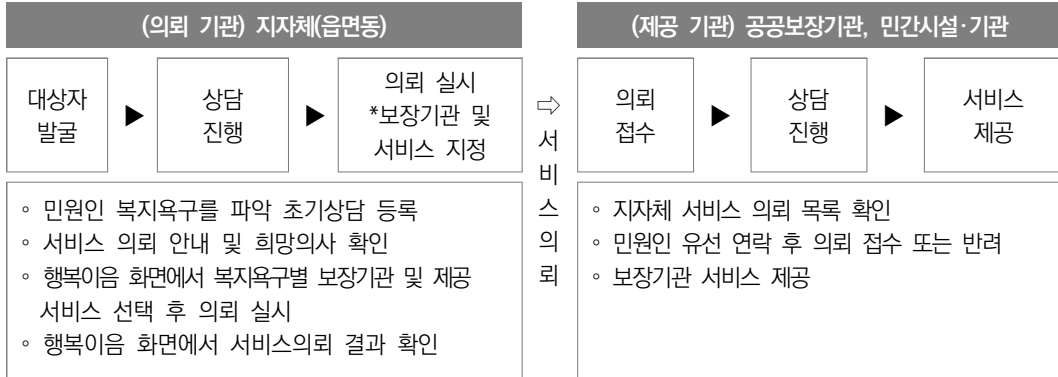 (의뢰 기관) 지자체(읍면동)
대상자
발굴
▶
상담
진행
▶
의뢰 실시
*보장기관 및
서비스 지정
◦ 민원인 복지욕구를 파악 초기상담 등록
◦ 서비스 의뢰 안내 및 희망의사 확인
◦ 행복이음 화면에서 복지욕구별 보장기관 및 제공
서비스 선택 후 의뢰 실시
◦ 행복이음 화면에서 서비스의뢰 결과 확인
⇨
서
비
스
의
뢰
(제공 기관) 공공보장기관, 민간시설·기관
의뢰
접수
▶
상담
진행
▶
서비스
제공
◦ 지자체 서비스 의뢰 목록 확인
◦ 민원인 유선 연락 후 의뢰 접수 또는 반려
◦ 보장기관 서비스 제공